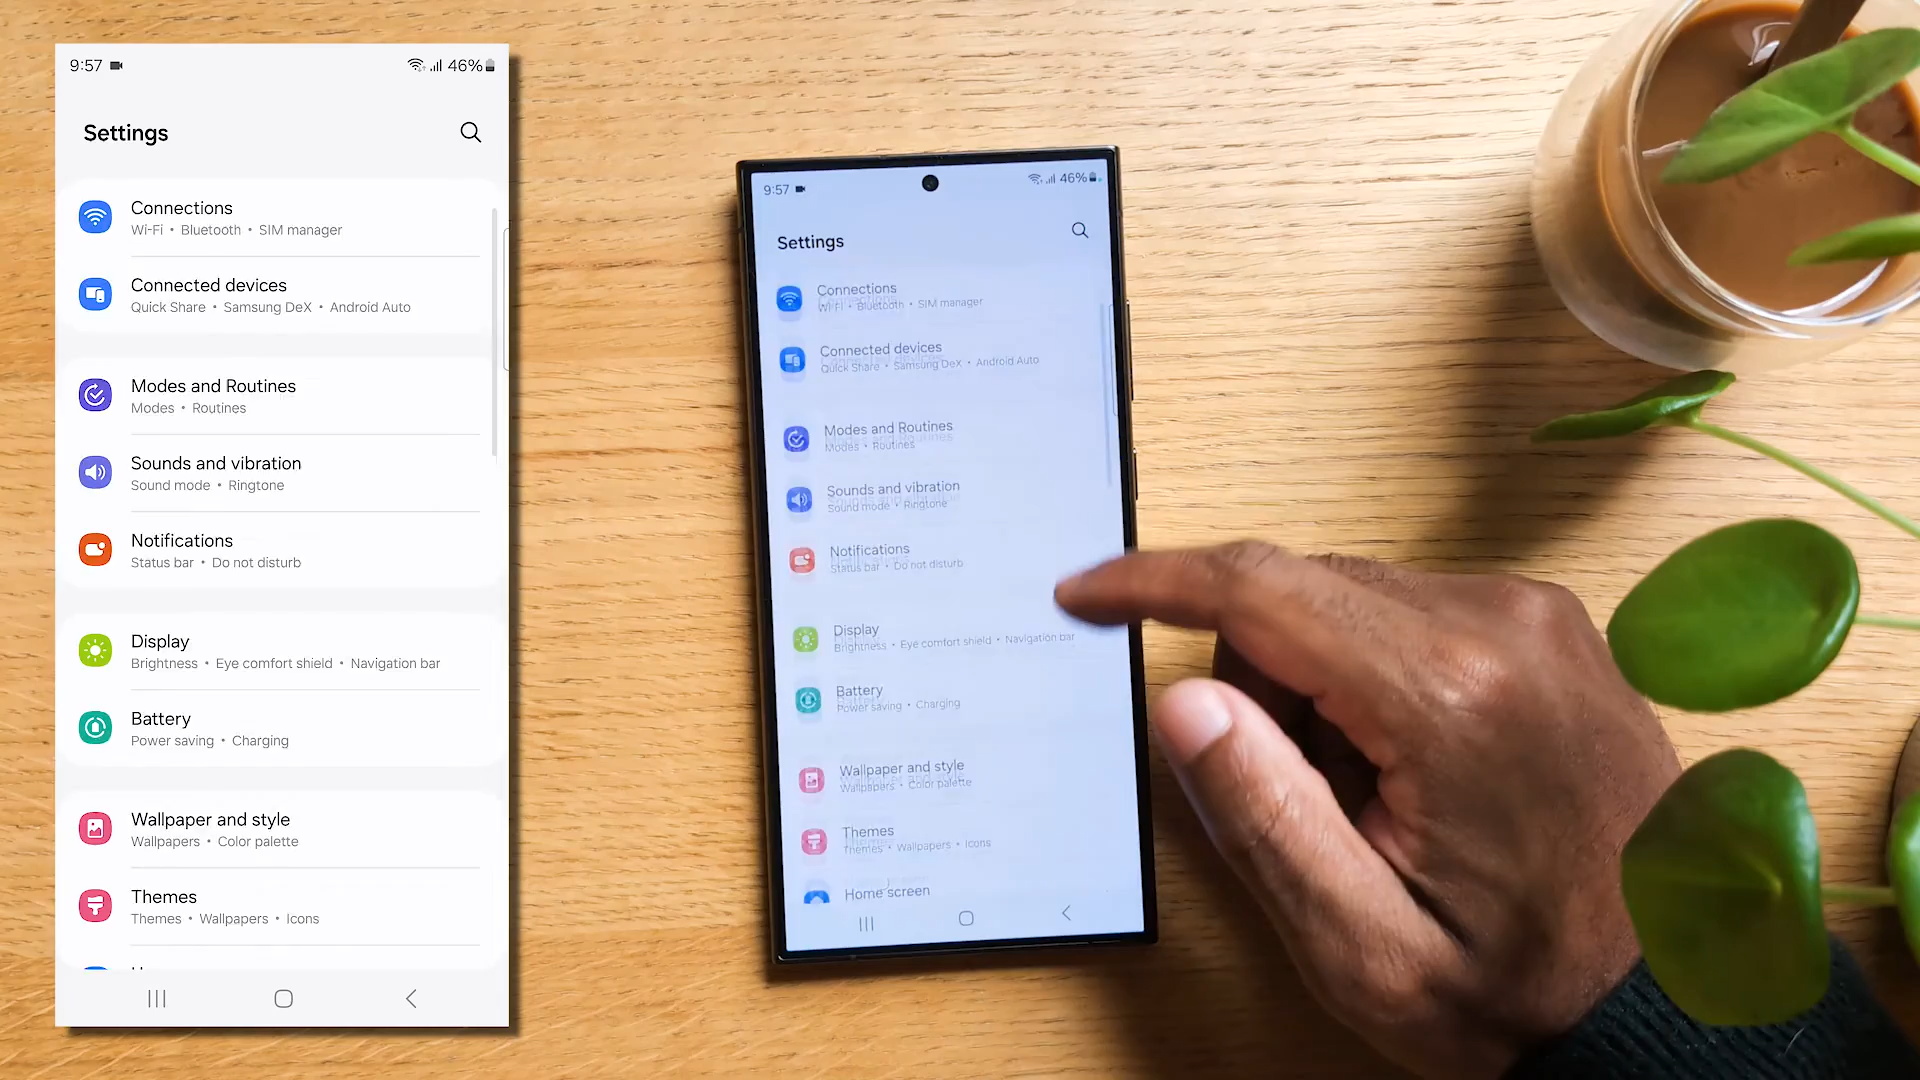 9:57
46%
Settings
Connections
Wi-Fi • Bluetooth • SIM manager
Connected devices
Quick Share • Samsung DeX • Android Auto
Modes and Routines
Modes • Routines
Sounds and vibration
Sound mode • Ringtone
Notifications
Status bar • Do not disturb
Display
Brightness • Eye comfort shield • Navigation bar
Battery
Power saving • Charging
Wallpaper and style
Wallpapers • Color palette
Themes
Themes • Wallpapers • Icons
9:57
46%
Settings
Connections
Wi-Fi • Bluetooth • SIM manager
Connected devices
Quick Share • Samsung DeX • Android Auto
Modes and Routines
Modes • Routines
Sounds and vibration
Sound mode • Ringtone
Notifications
Status bar • Do not disturb
Display
Brightness • Eye comfort shield • Navigation bar
Battery
Power saving • Charging
Wallpaper and style
Wallpapers • Color palette
Themes
Themes • Wallpapers • Icons
Home screen